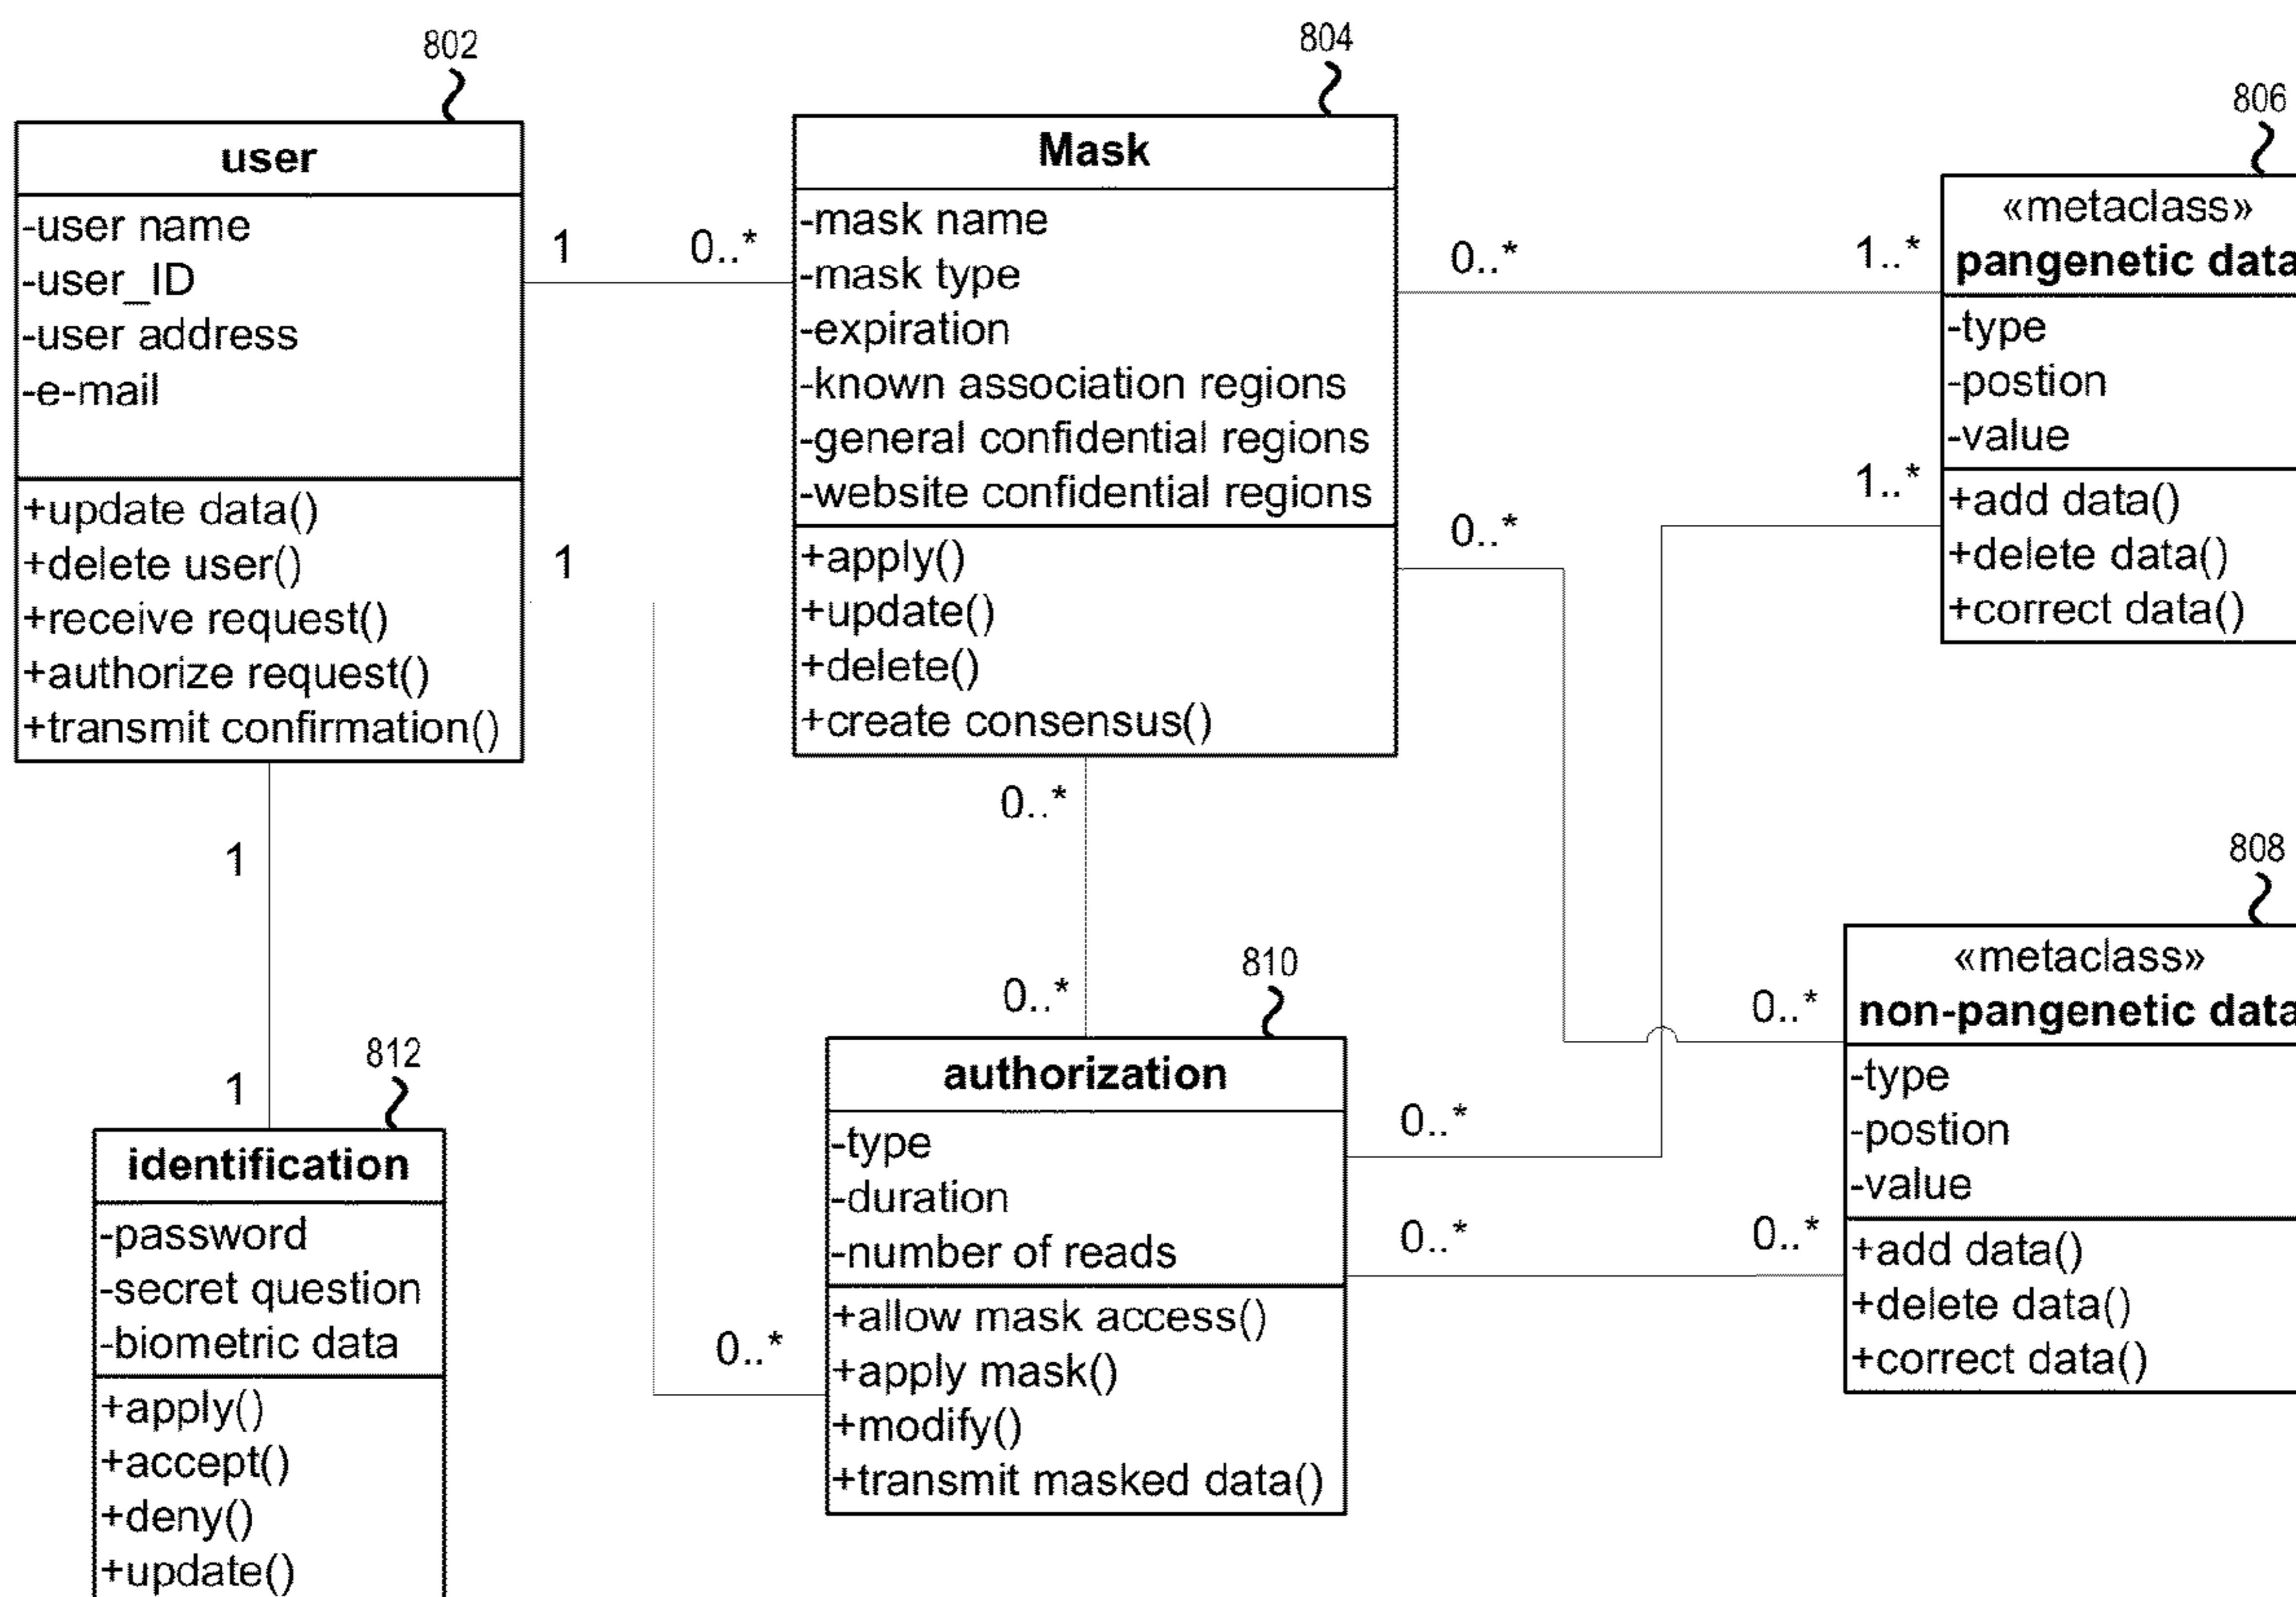 802
user
-user name
-user_ID
-user address
-e-mail
+update data()
+delete user()
+receive request()
+authorize request()
+transmit confirmation()
1
0..*
1
1
1
804
Mask
-mask name
-mask type
-expiration
-known association regions
-general confidential regions
-website confidential regions
+apply()
+update()
+delete()
+create consensus()
0..*
1..*
0..*
1..*
0..*
0..*
806
«metaclass»
pangenetic data
-type
-postion
-value
+add data()
+delete data()
+correct data()
812
identification
-password
-secret question
-biometric data
+apply()
+accept()
+deny()
+update()
810
authorization
-type
-duration
-number of reads
+allow mask access()
+apply mask()
+modify()
+transmit masked data()
0..*
0..*
0..*
0..*
0..*
808
«metaclass»
non-pangenetic data
-type
-postion
-value
+add data()
+delete data()
+correct data()